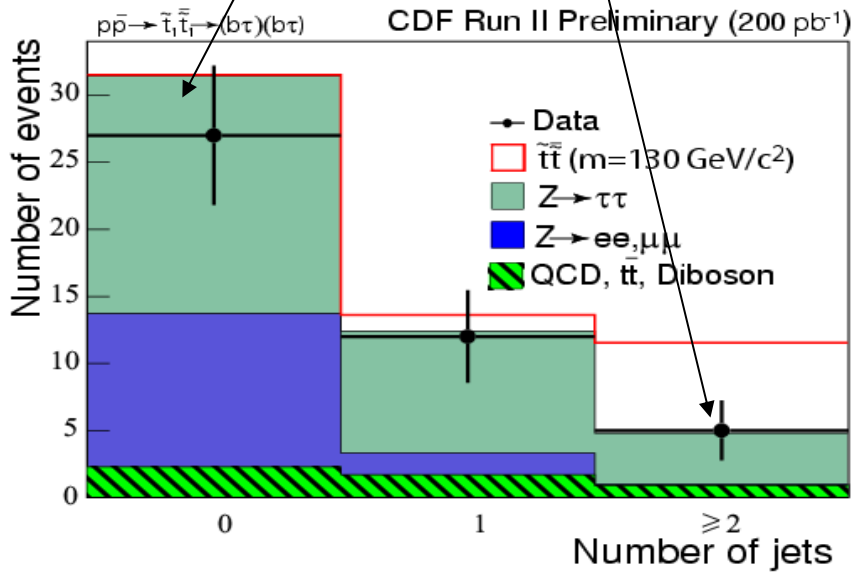 pp̄→ t̃₁t̃̄₁→(bτ)(bτ) CDF Run II Preliminary (200 pb⁻¹)
Number of events
30
25
20
15
10
5
0
Data
t̃t̃̄ (m=130 GeV/c²)
Z→ττ
Z→ee,μμ
QCD, tt̄, Diboson
0 1 ⩾2
Number of jets